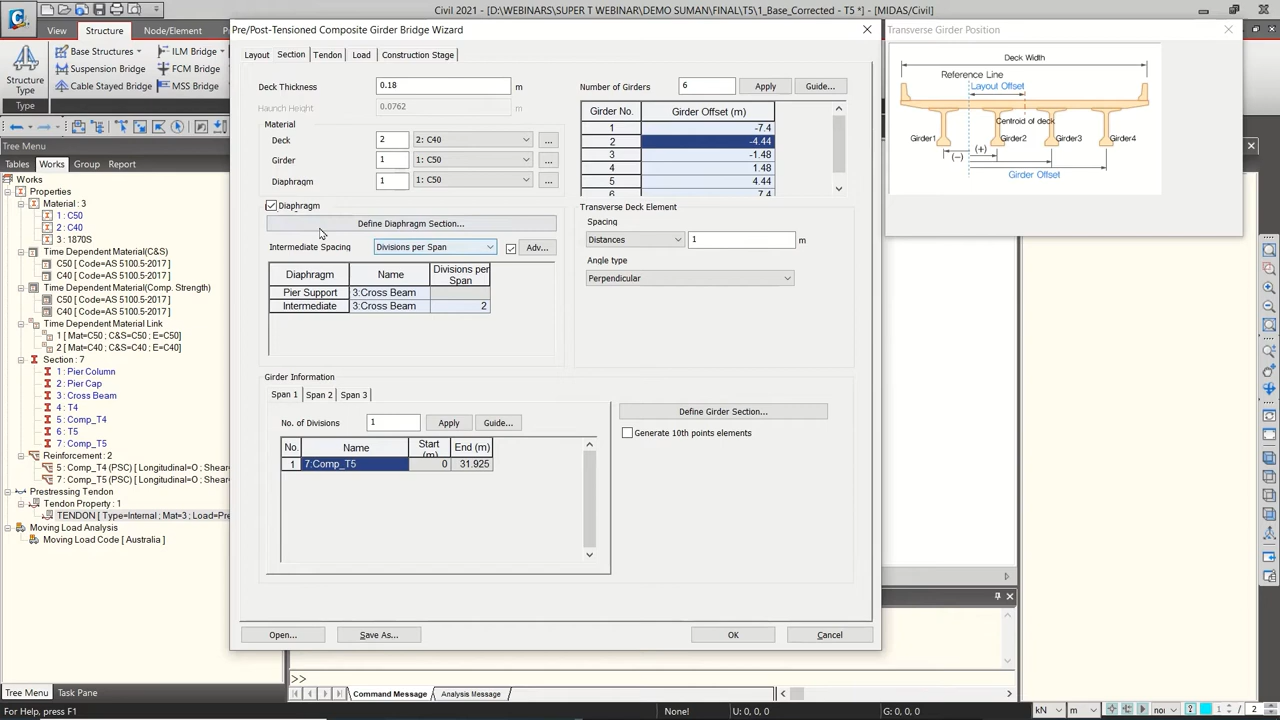 Civil 2021 - [D:\WEBINARS\SUPER T WEBINAR\DEMO SUMAN\FINAL\D\1_Base_Corrected - T5 *] - [MIDAS/Civil]
View Structure Node/Element
Structure Type
Base Structures
Suspension Bridge
Cable Stayed Bridge
ILM Bridge
FCM Bridge
MSS Bridge
Type
Tree Menu
Tables Works Group Report
Works
Properties
Material : 3
1 : C50
2 : C40
3 : 1870S
Time Dependent Material(C&S)
C50 [ Code=AS 5100.5-2017 ]
C40 [ Code=AS 5100.5-2017 ]
Time Dependent Material(Comp. Strength)
C50 [ Code=AS 5100.5-2017 ]
C40 [ Code=AS 5100.5-2017 ]
Time Dependent Material Link
1 [ Mat=C50 ; C&S=C50 ; E=C50 ]
2 [ Mat=C40 ; C&S=C40 ; E=C40 ]
Section : 7
1 : Pier Column
2 : Pier Cap
3 : Cross Beam
4 : T4
5 : Comp_T4
6 : T5
7 : Comp_T5
Reinforcement : 2
5 : Comp_T4 (PSC) [ Longitudinal=O ; Shear
7 : Comp_T5 (PSC) [ Longitudinal=O ; Shear
Prestressing Tendon
Tendon Property : 1
TENDON [ Type=Internal ; Mat=3 ; Load=Pre
Moving Load Analysis
Moving Load Code [ Australia ]
Tree Menu Task Pane
Pre/Post-Tensioned Composite Girder Bridge Wizard
Layout Section Tendon Load Construction Stage
Deck Thickness 0.18 m
Haunch Height 0.0762 m
Material
Deck 2 2: C40 ...
Girder 1 1: C50 ...
Diaphragm 1 1: C50 ...
Number of Girders 6 Apply Guide...
Girder No. Girder Offset (m)
1 -7.4
2 -4.44
3 -1.48
4 1.48
5 4.44
6 7.4
Diaphragm
Define Diaphragm Section...
Intermediate Spacing Divisions per Span Adv...
Diaphragm Name Divisions per Span
Pier Support 3:Cross Beam
Intermediate 3:Cross Beam 2
Transverse Deck Element
Spacing
Distances 1 m
Angle type
Perpendicular
Girder Information
Span 1 Span 2 Span 3
No. of Divisions 1 Apply Guide...
No. Name Start (m) End (m)
1 7:Comp_T5 0 31.925
Define Girder Section...
Generate 10th points elements
Open... Save As... OK Cancel
Transverse Girder Position
Deck Width
Reference Line
Layout Offset
Centroid of deck
Girder1 Girder2 Girder3 Girder4
(-) (+)
Girder Offset
>>
Command Message Analysis Message
For Help, press F1 None! U: 0, 0, 0 G: 0, 0, 0 kN m 1 / 2